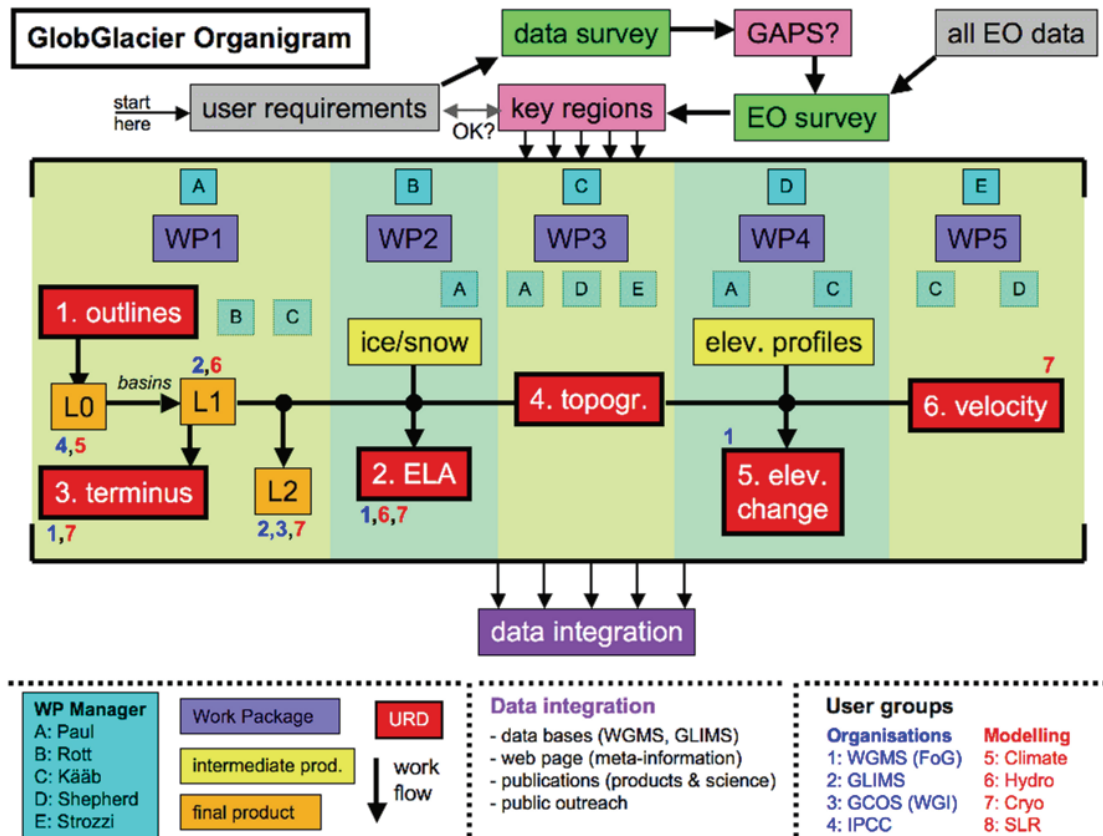 GlobGlacier Organigram
data survey
GAPS?
all EO data
start
here
user requirements
OK?
key regions
EO survey
A
B
C
D
E
WP1
WP2
WP3
WP4
WP5
B
C
A
A
D
E
A
C
C
D
1. outlines
ice/snow
elev. profiles
L0
basins
2,6
L1
4. topogr.
7
6. velocity
4,5
3. terminus
1,7
L2
2,3,7
2. ELA
1,6,7
1
5. elev.
change
data integration
WP Manager
A: Paul
B: Rott
C: Kääb
D: Shepherd
E: Strozzi
Work Package
intermediate prod.
final product
URD
work
flow
Data integration
- data bases (WGMS, GLIMS)
- web page (meta-information)
- publications (products & science)
- public outreach
User groups
Organisations
1: WGMS (FoG)
2: GLIMS
3: GCOS (WGI)
4: IPCC
Modelling
5: Climate
6: Hydro
7: Cryo
8: SLR